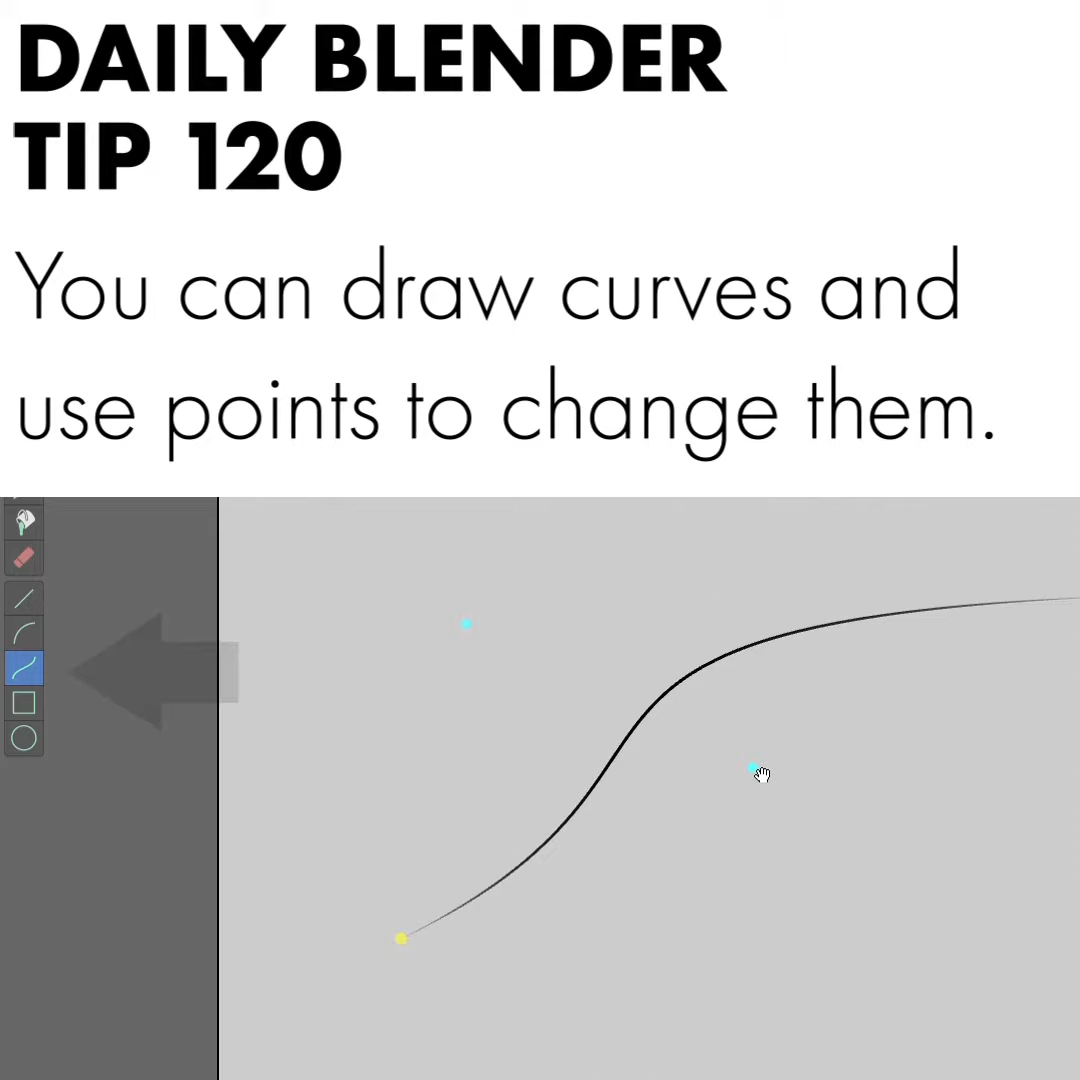 DAILY BLENDER
TIP 120
You can draw curves and
use points to change them.